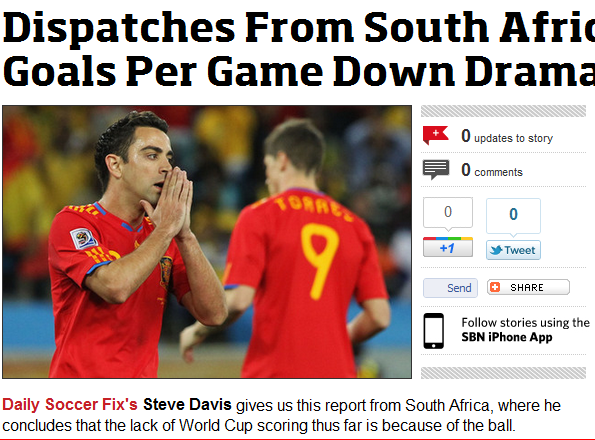 Dispatches From South Afric
Goals Per Game Down Drama
TORRES
9
0 updates to story
0 comments
0
0
+1
Tweet
Send
SHARE
Follow stories using the
SBN iPhone App
Daily Soccer Fix's Steve Davis gives us this report from South Africa, where he
concludes that the lack of World Cup scoring thus far is because of the ball.